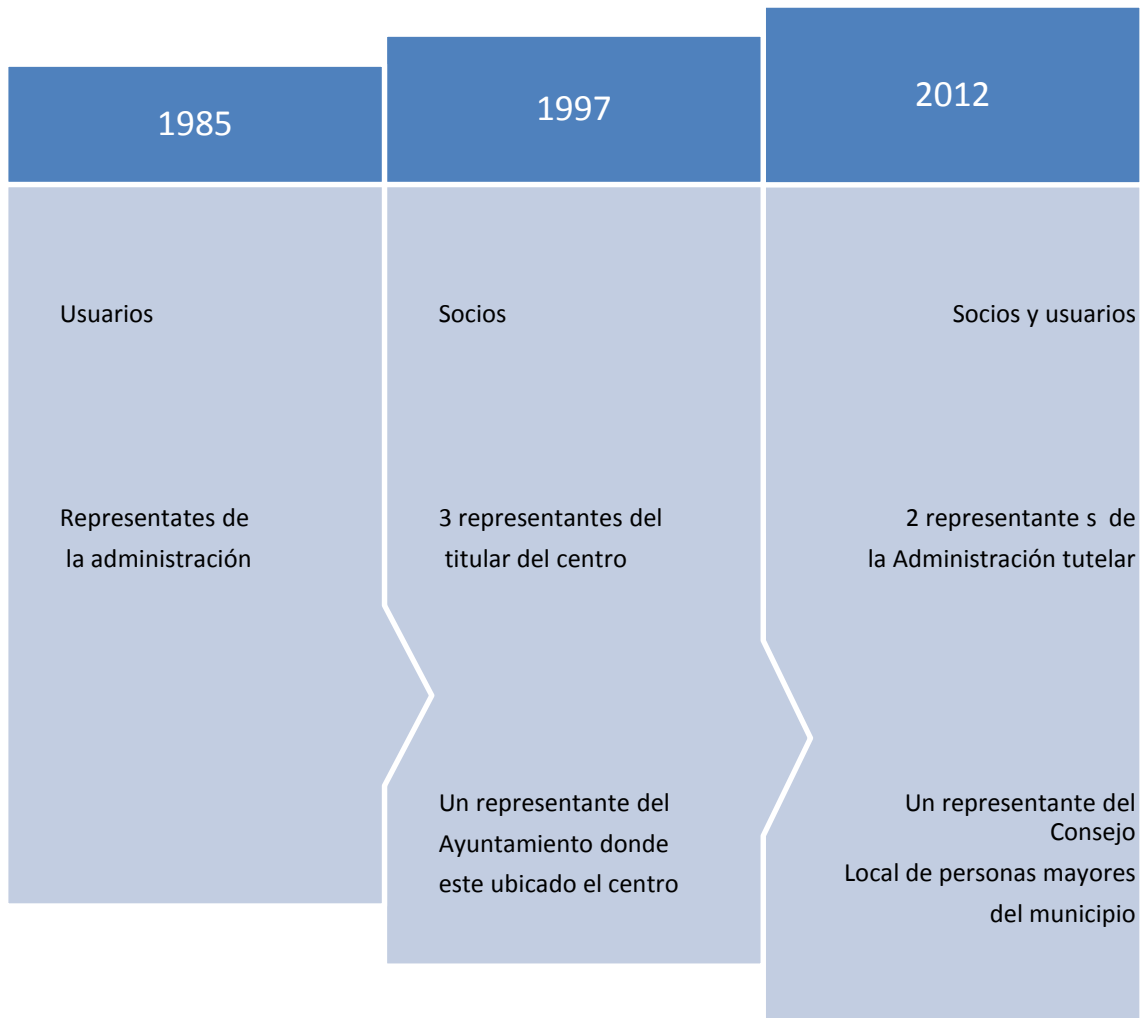 1985
Usuarios
Representates de
la administración
1997
Socios
3 representantes del
titular del centro
Un representante del
Ayuntamiento donde
este ubicado el centro
2012
Socios y usuarios
2 representante s de
la Administración tutelar
Un representante del
Consejo
Local de personas mayores
del municipio